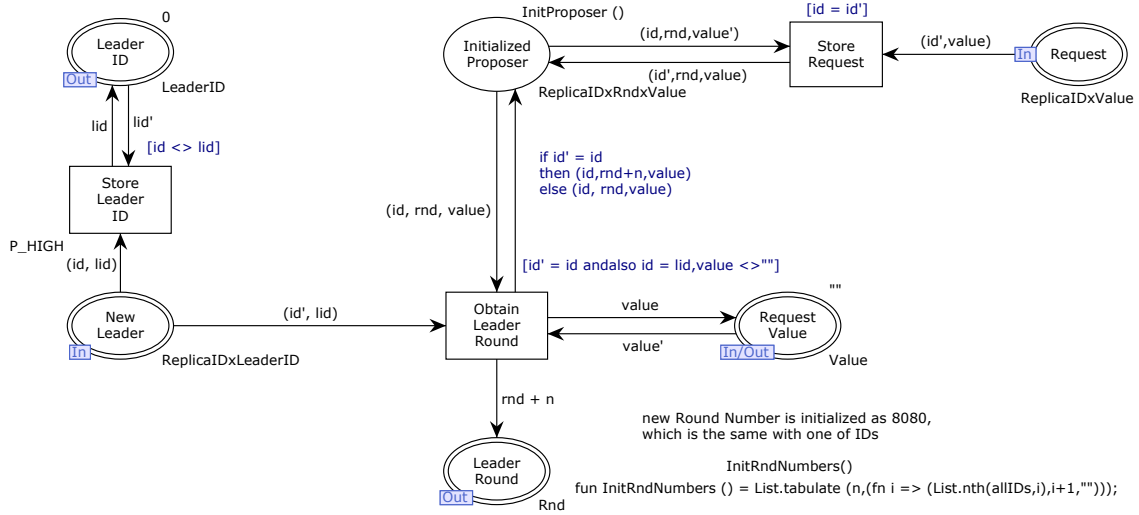 0
InitProposer ()
[id = id']
Leader
ID
Out
LeaderID
Initialized
Proposer
ReplicaIDxRndxValue
(id,rnd,value')
(id',rnd,value)
Store
Request
(id',value)
In
Request
ReplicaIDxValue
lid
lid'
[id <> lid]
Store
Leader
ID
P_HIGH
(id, lid)
if id' = id
then (id,rnd+n,value)
else (id, rnd,value)
(id, rnd, value)
[id' = id andalso id = lid,value <>""]
New
Leader
In
ReplicaIDxLeaderID
(id', lid)
Obtain
Leader
Round
value
value'
""
Request
Value
In/Out
Value
rnd + n
Leader
Round
Out
Rnd
new Round Number is initialized as 8080,
which is the same with one of IDs
InitRndNumbers()
fun InitRndNumbers () = List.tabulate (n,(fn i => (List.nth(allIDs,i),i+1,"")));